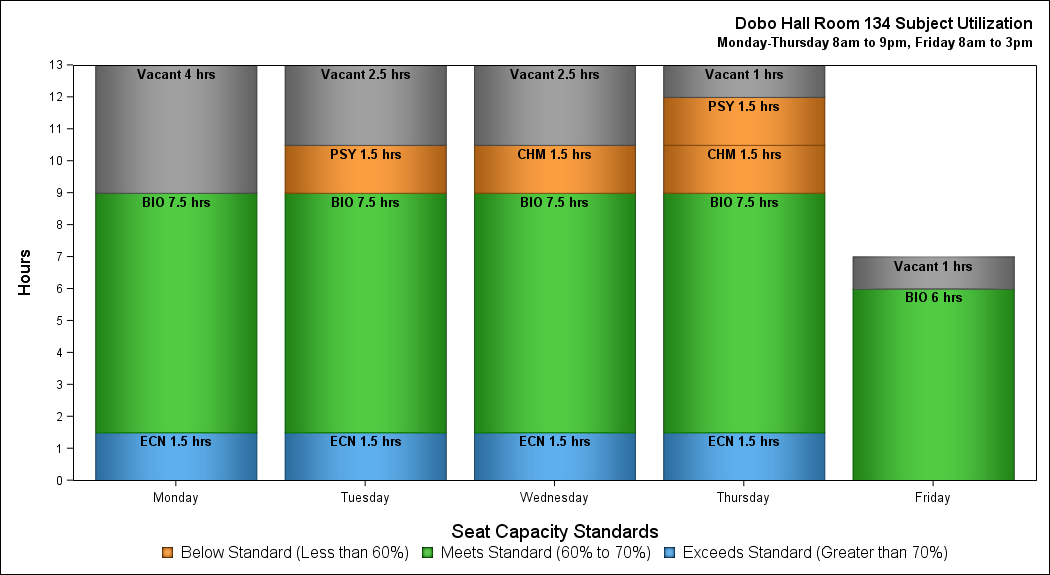 Dobo Hall Room 134 Subject Utilization
Monday-Thursday 8am to 9pm, Friday 8am to 3pm
13
12
11
10
9
8
7
6
5
4
3
2
1
0
Hours
Vacant 4 hrs
BIO 7.5 hrs
ECN 1.5 hrs
Vacant 2.5 hrs
PSY 1.5 hrs
BIO 7.5 hrs
ECN 1.5 hrs
Vacant 2.5 hrs
CHM 1.5 hrs
BIO 7.5 hrs
ECN 1.5 hrs
Vacant 1 hrs
PSY 1.5 hrs
CHM 1.5 hrs
BIO 7.5 hrs
ECN 1.5 hrs
Vacant 1 hrs
BIO 6 hrs
Monday Tuesday Wednesday Thursday Friday
Seat Capacity Standards
Below Standard (Less than 60%) Meets Standard (60% to 70%) Exceeds Standard (Greater than 70%)